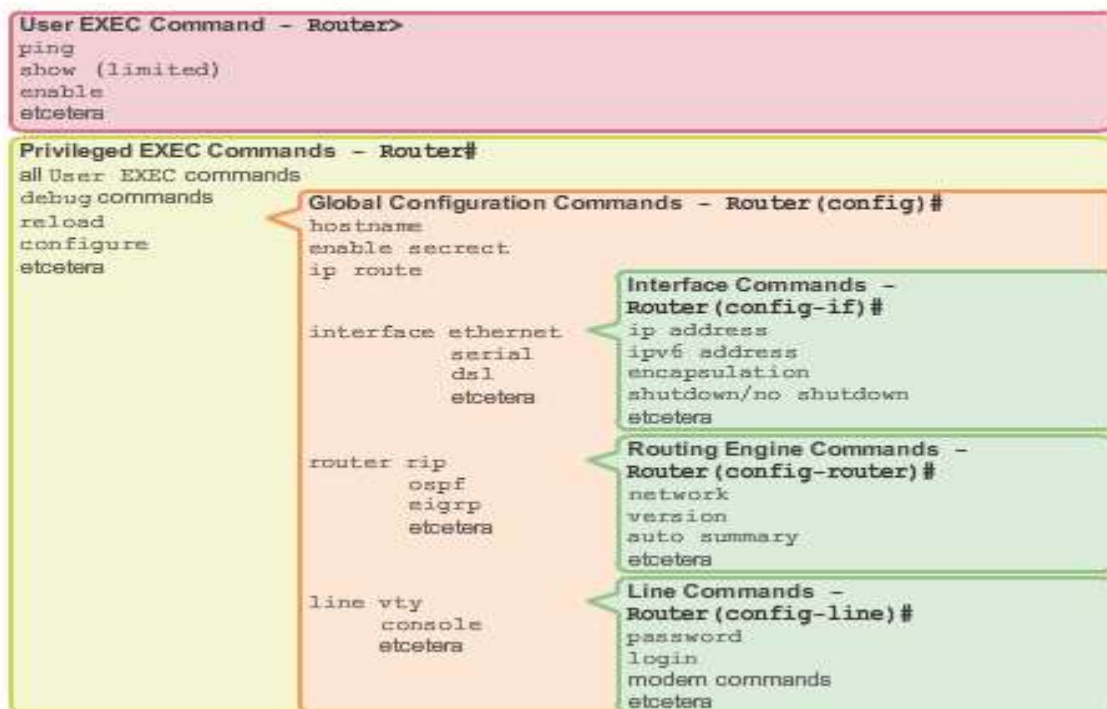 User EXEC Command - Router>
ping
show (limited)
enable
etcetera
Privileged EXEC Commands - Router#
all User EXEC commands
debug commands
reload
configure
etcetera
Global Configuration Commands - Router(config)#
hostname
enable secrect
ip route
interface ethernet
serial
dsl
etcetera
Interface Commands -
Router(config-if)#
ip address
ipv6 address
encapsulation
shutdown/no shutdown
etcetera
router rip
ospf
eigrp
etcetera
Routing Engine Commands -
Router(config-router)#
network
version
auto summary
etcetera
line vty
console
etcetera
Line Commands -
Router(config-line)#
password
login
modem commands
etcetera